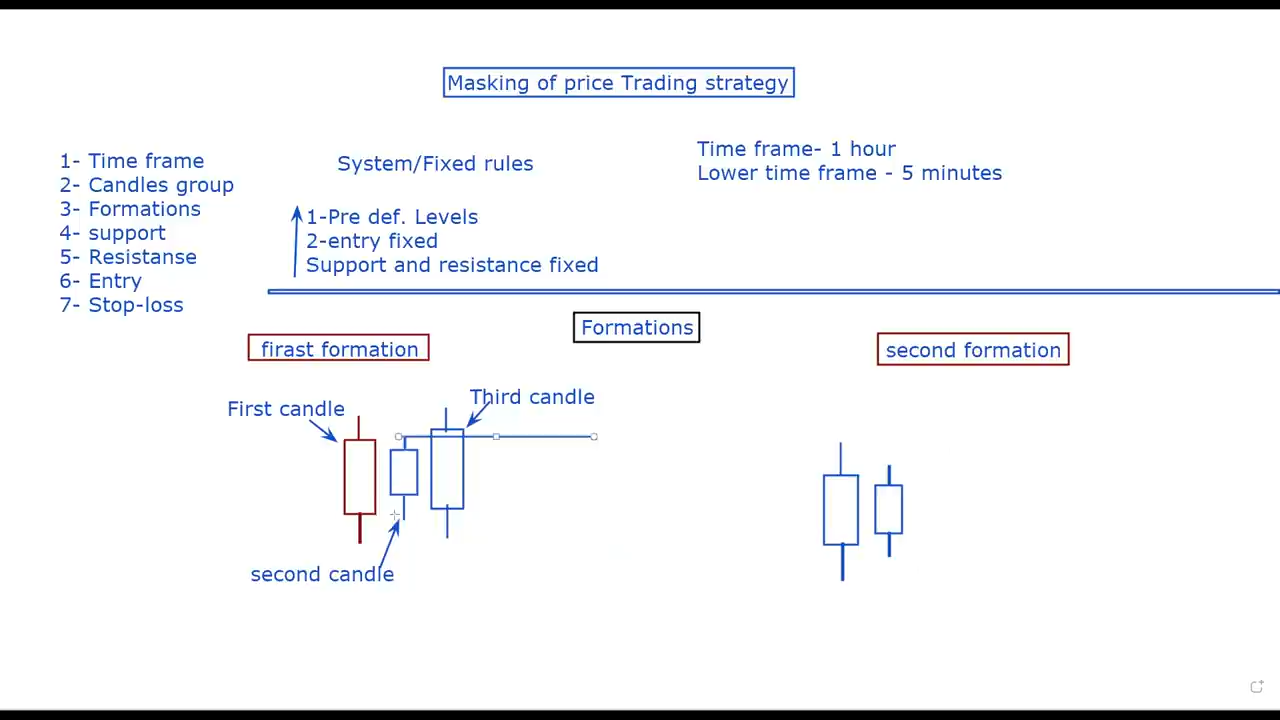 Masking of price Trading strategy
1- Time frame
2- Candles group
3- Formations
4- support
5- Resistanse
6- Entry
7- Stop-loss
System/Fixed rules
1-Pre def. Levels
2-entry fixed
Support and resistance fixed
Time frame- 1 hour
Lower time frame - 5 minutes
Formations
firast formation
second formation
First candle
Third candle
second candle